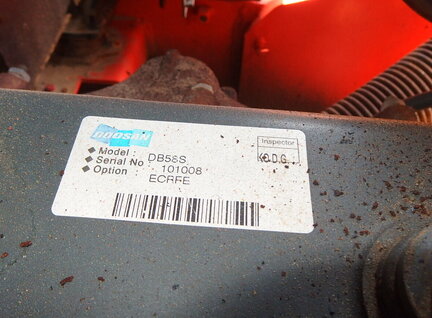 DOOSAN
Inspector
◆ Model : DB58S
◆ Serial No : 101008
◆ Option : ECRFE